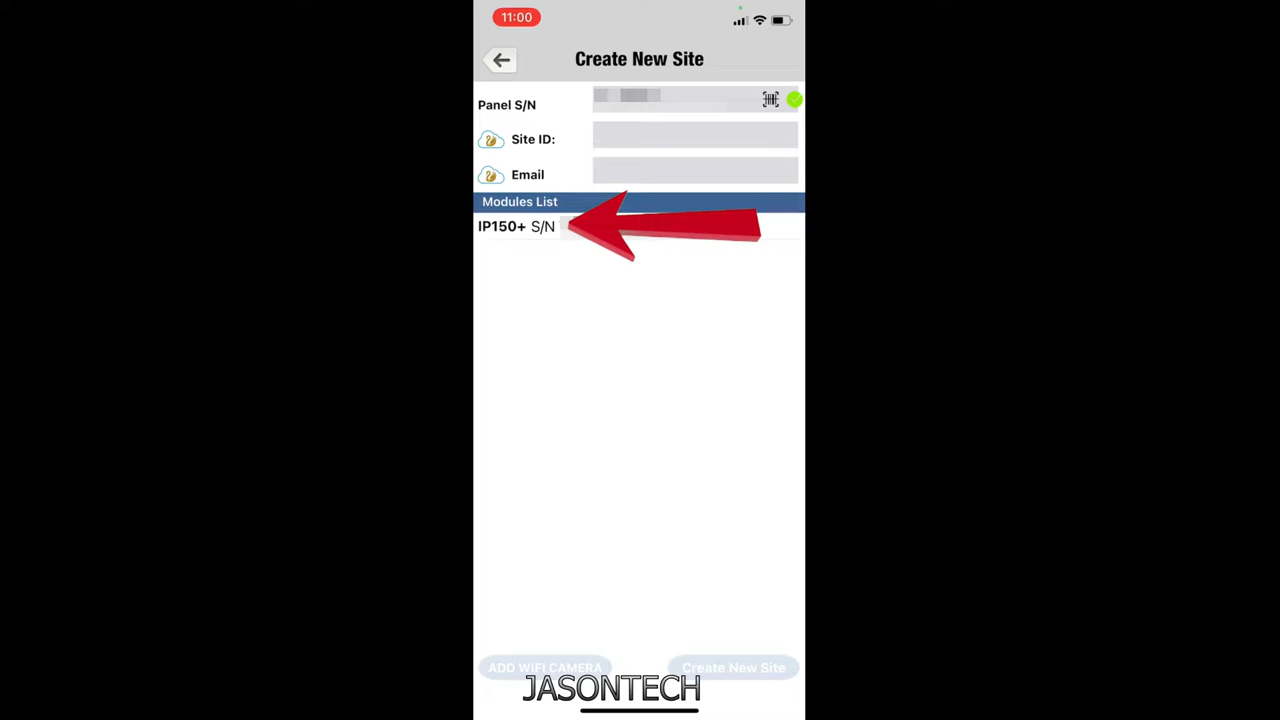 11:00
Create New Site
Panel S/N
Site ID:
Email
Modules List
IP150+ S/N
ADD WIFI CAMERA
Create New Site
JASONTECH